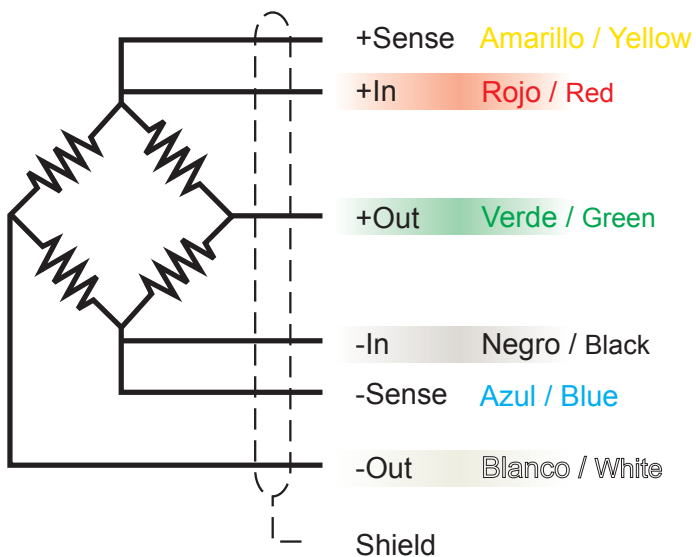 +Sense Amarillo / Yellow
+In Rojo / Red
+Out Verde / Green
-In Negro / Black
-Sense Azul / Blue
-Out Blanco / White
Shield